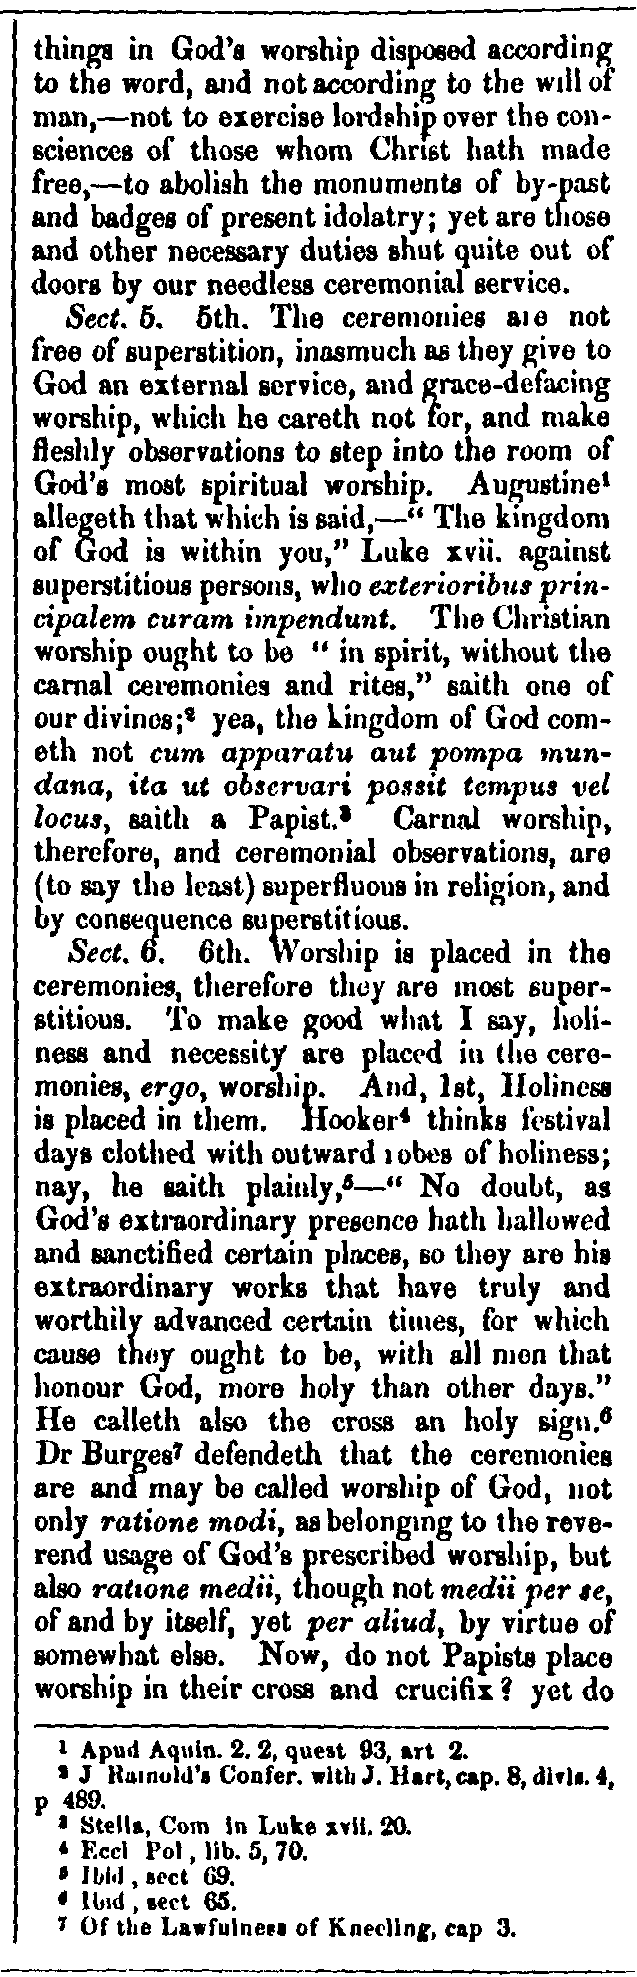 things in God's worship disposed according
to the word, and not according to the will of
man,—not to exercise lordship over the con-
sciences of those whom Christ hath made
free,—to abolish the monuments of by-past
and badges of present idolatry; yet are those
and other necessary duties shut quite out of
doors by our needless ceremonial service.
Sect. 5. 5th. The ceremonies are not
free of superstition, inasmuch as they give to
God an external service, and grace-defacing
worship, which he careth not for, and make
fleshly observations to step into the room of
God's most spiritual worship. Augustine¹
allegeth that which is said,—“ The kingdom
of God is within you,” Luke xvii. against
superstitious persons, who exterioribus prin-
cipalem curam impendunt. The Christian
worship ought to be “ in spirit, without the
carnal ceremonies and rites,” saith one of
our divines;² yea, the kingdom of God com-
eth not cum apparatu aut pompa mun-
dana, ita ut observari possit tempus vel
locus, saith a Papist.³ Carnal worship,
therefore, and ceremonial observations, are
(to say the least) superfluous in religion, and
by consequence superstitious.
Sect. 6. 6th. Worship is placed in the
ceremonies, therefore they are most super-
stitious. To make good what I say, holi-
ness and necessity are placed in the cere-
monies, ergo, worship. And, 1st, Holiness
is placed in them. Hooker⁴ thinks festival
days clothed with outward robes of holiness;
nay, he saith plainly,⁵—“ No doubt, as
God's extraordinary presence hath hallowed
and sanctified certain places, so they are his
extraordinary works that have truly and
worthily advanced certain times, for which
cause they ought to be, with all men that
honour God, more holy than other days.”
He calleth also the cross an holy sign.⁶
Dr Burges⁷ defendeth that the ceremonies
are and may be called worship of God, not
only ratione modi, as belonging to the reve-
rend usage of God's prescribed worship, but
also ratione medii, though not medii per se,
of and by itself, yet per aliud, by virtue of
somewhat else. Now, do not Papists place
worship in their cross and crucifix? yet do
¹ Apud Aquin. 2. 2, quest 93, art 2.
² J Rainold's Confer. with J. Hart, cap. 8, divis. 4,
p 489.
³ Stella, Com in Luke xvii. 20.
⁴ Eccl Pol, lib. 5, 70.
⁵ Ibid, sect 69.
⁶ Ibid, sect 65.
⁷ Of the Lawfulness of Kneeling, cap 3.